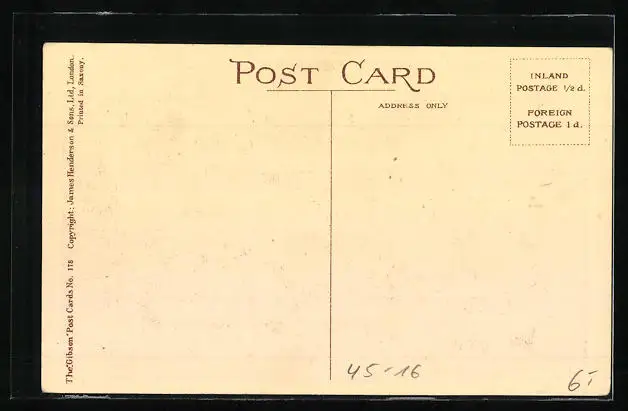 POST CARD
ADDRESS ONLY
INLAND
POSTAGE 1/2 d.
FOREIGN
POSTAGE 1 d.
The "Gibson" Post Cards No. 178 Copyright: James Henderson & Sons, Ltd, London.
Printed in Saxony.
45-16
6,-